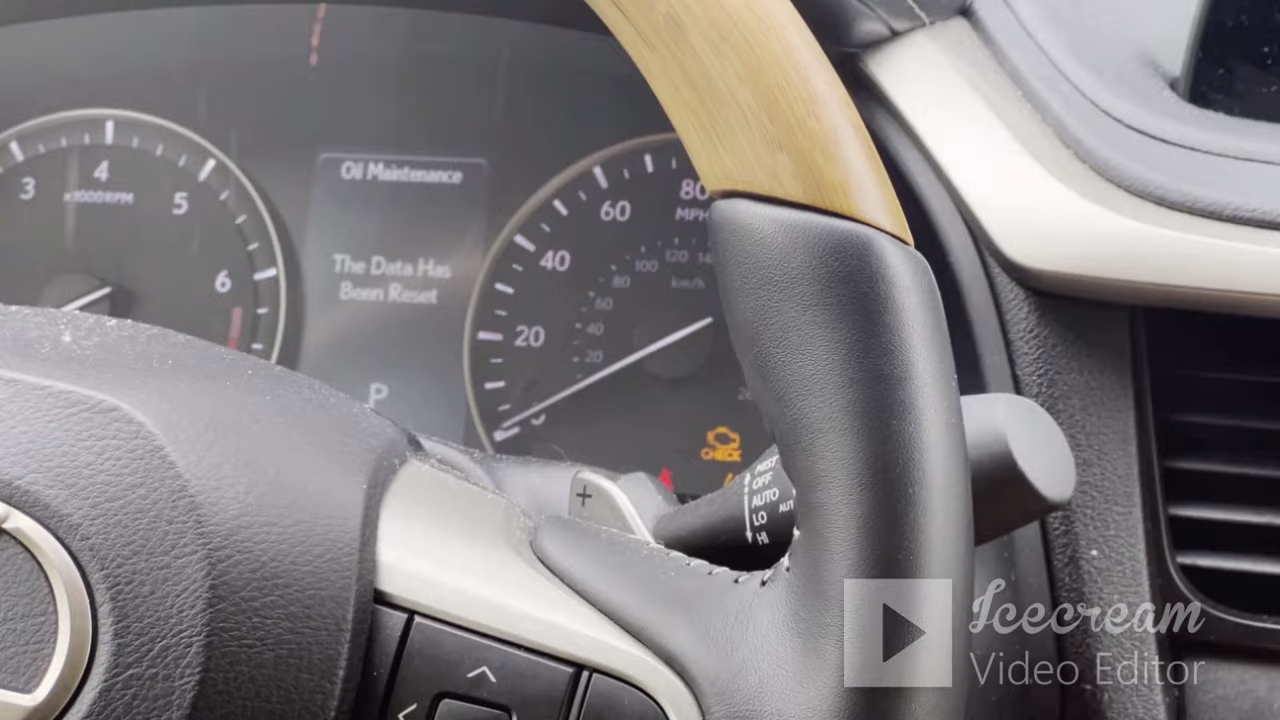 Oil Maintenance
The Data Has
Been Reset
P
3
4
5
6
x1000RPM
20
40
60
80
MPH
20
40
60
80
100
120
km/h
CHECK
+
MIST
OFF
AUTO
LO
HI
Icecream
Video Editor